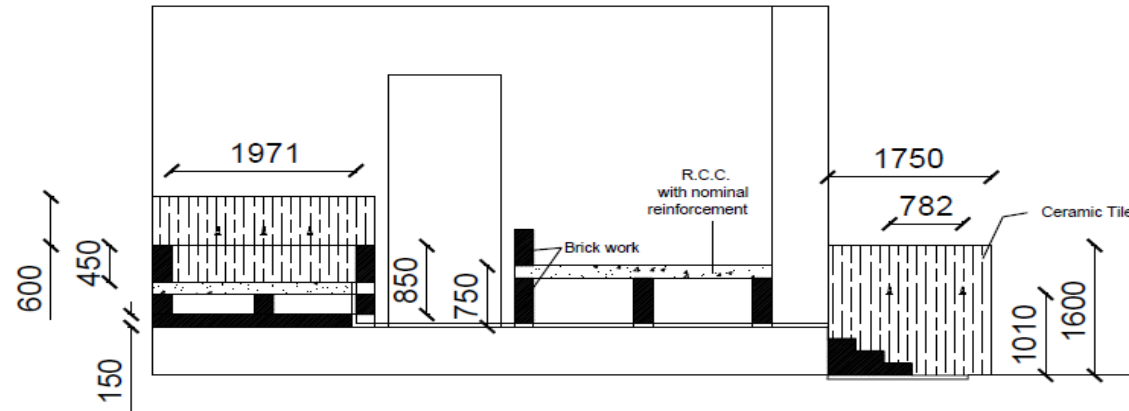 1971
1750
R.C.C.
with nominal
reinforcement
782
Ceramic Tile
Brick work
600
450
850
750
1010
1600
150